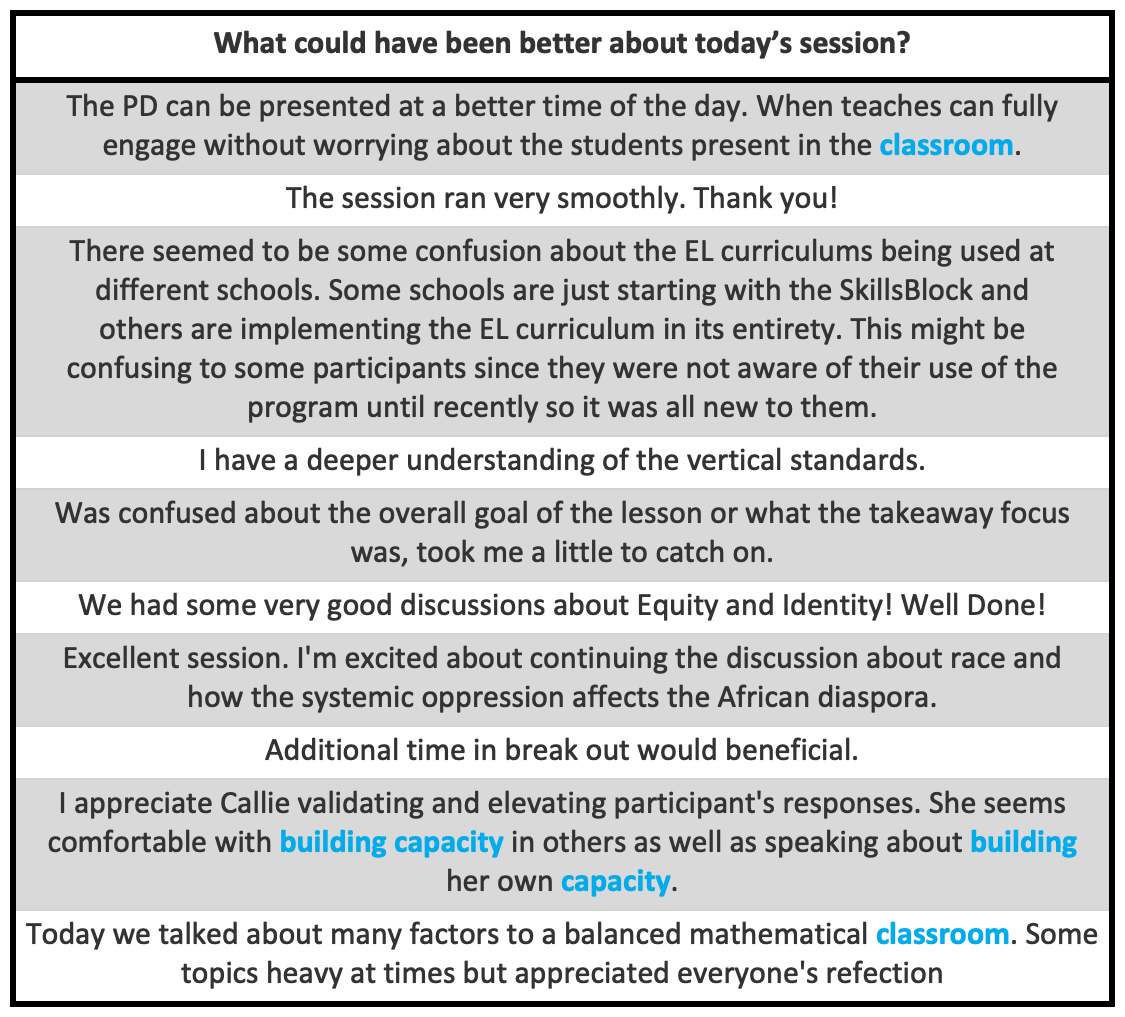 What could have been better about today’s session?
The PD can be presented at a better time of the day. When teaches can fully
engage without worrying about the students present in the classroom.
The session ran very smoothly. Thank you!
There seemed to be some confusion about the EL curriculums being used at
different schools. Some schools are just starting with the SkillsBlock and
others are implementing the EL curriculum in its entirety. This might be
confusing to some participants since they were not aware of their use of the
program until recently so it was all new to them.
I have a deeper understanding of the vertical standards.
Was confused about the overall goal of the lesson or what the takeaway focus
was, took me a little to catch on.
We had some very good discussions about Equity and Identity! Well Done!
Excellent session. I'm excited about continuing the discussion about race and
how the systemic oppression affects the African diaspora.
Additional time in break out would beneficial.
I appreciate Callie validating and elevating participant's responses. She seems
comfortable with building capacity in others as well as speaking about building
her own capacity.
Today we talked about many factors to a balanced mathematical classroom. Some
topics heavy at times but appreciated everyone's refection